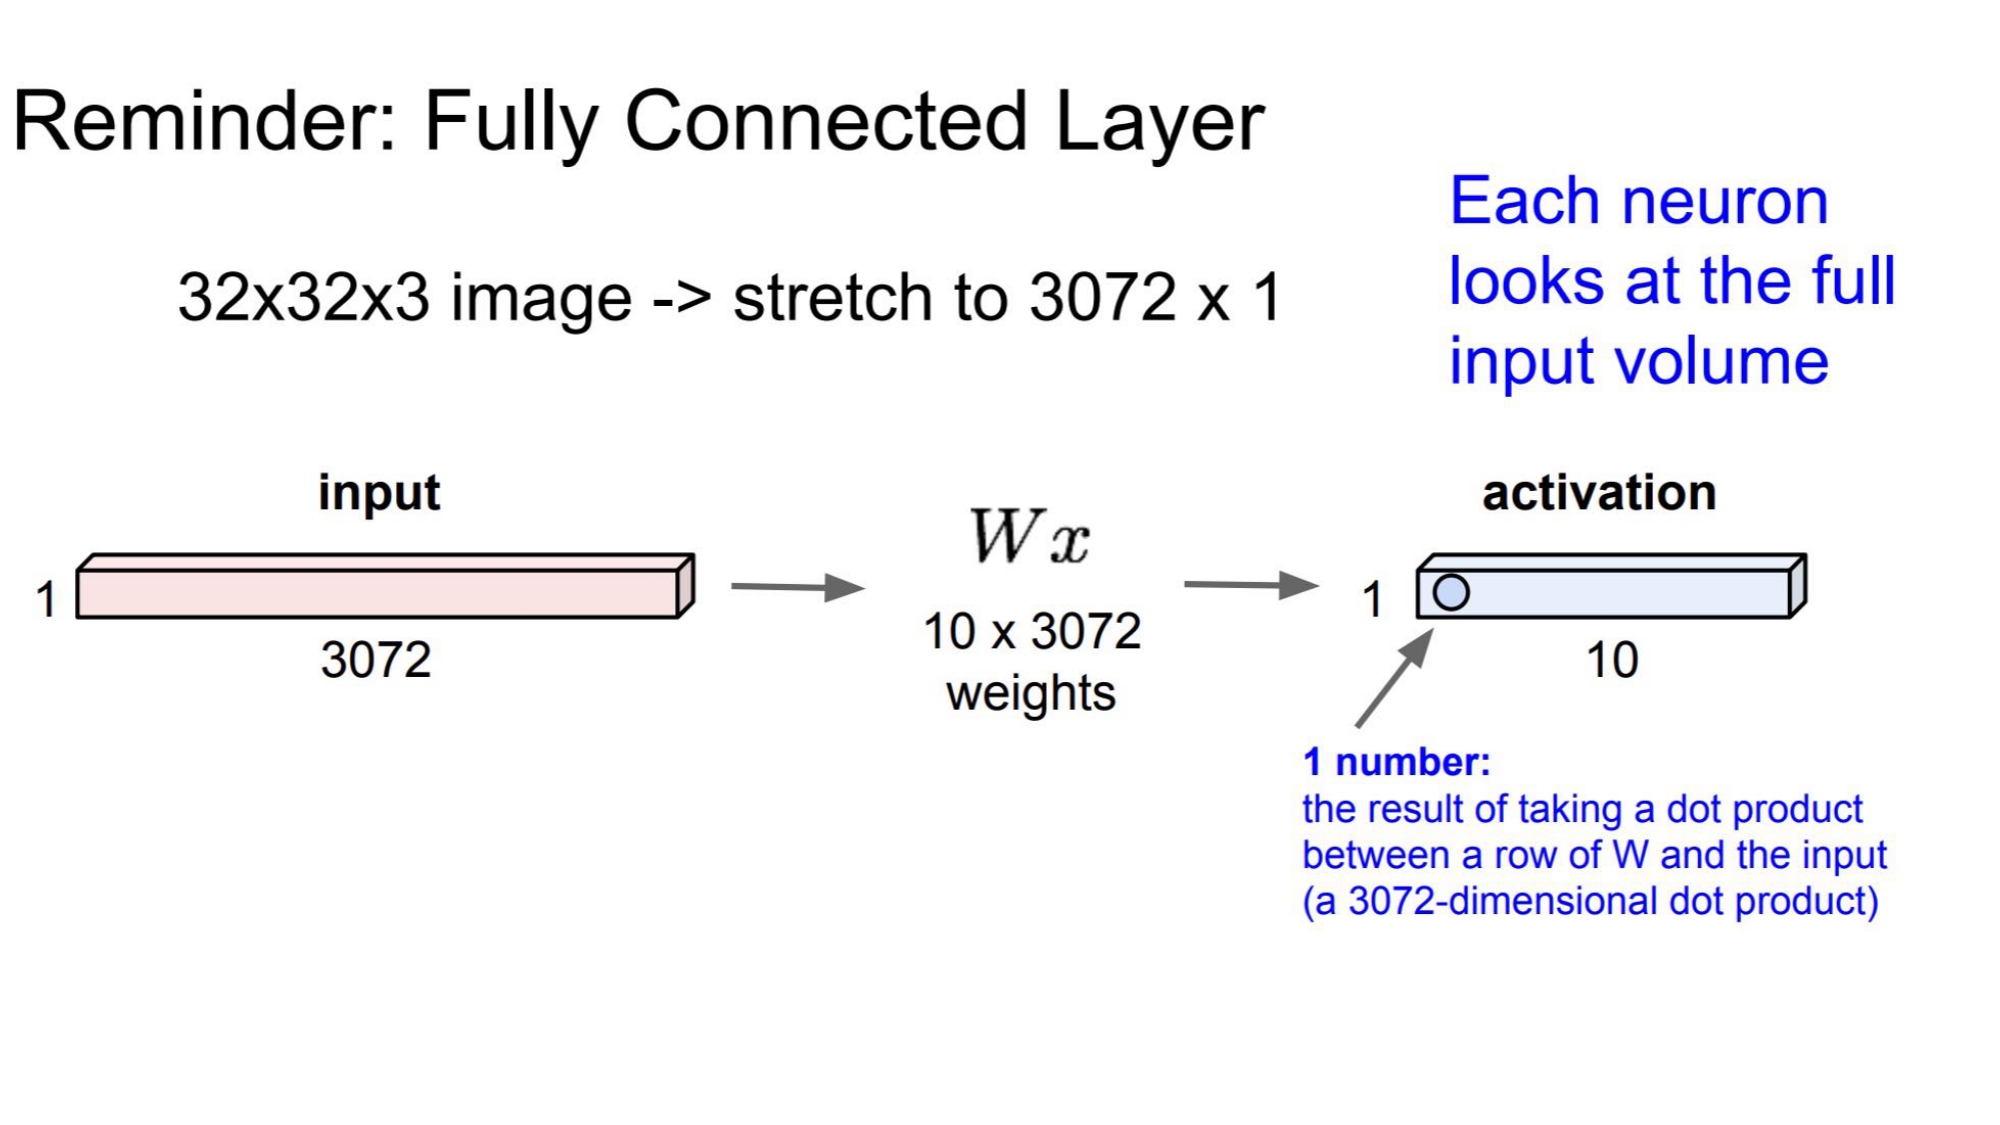 Reminder: Fully Connected Layer
32x32x3 image -> stretch to 3072 x 1
Each neuron
looks at the full
input volume
input
1
3072
Wx
10 x 3072
weights
activation
1
10
1 number:
the result of taking a dot product
between a row of W and the input
(a 3072-dimensional dot product)